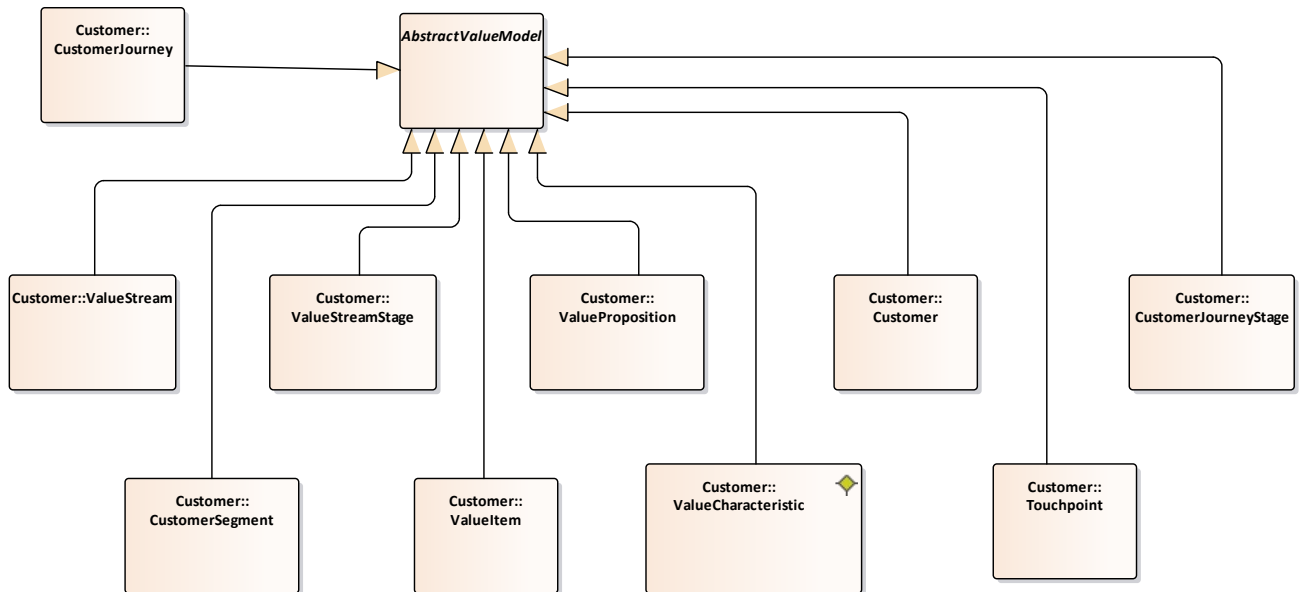 Customer::
CustomerJourney
AbstractValueModel
Customer::ValueStream
Customer::
ValueStreamStage
Customer::
ValueProposition
Customer::
Customer
Customer::
CustomerJourneyStage
Customer::
CustomerSegment
Customer::
ValueItem
Customer::
ValueCharacteristic
Customer::
Touchpoint